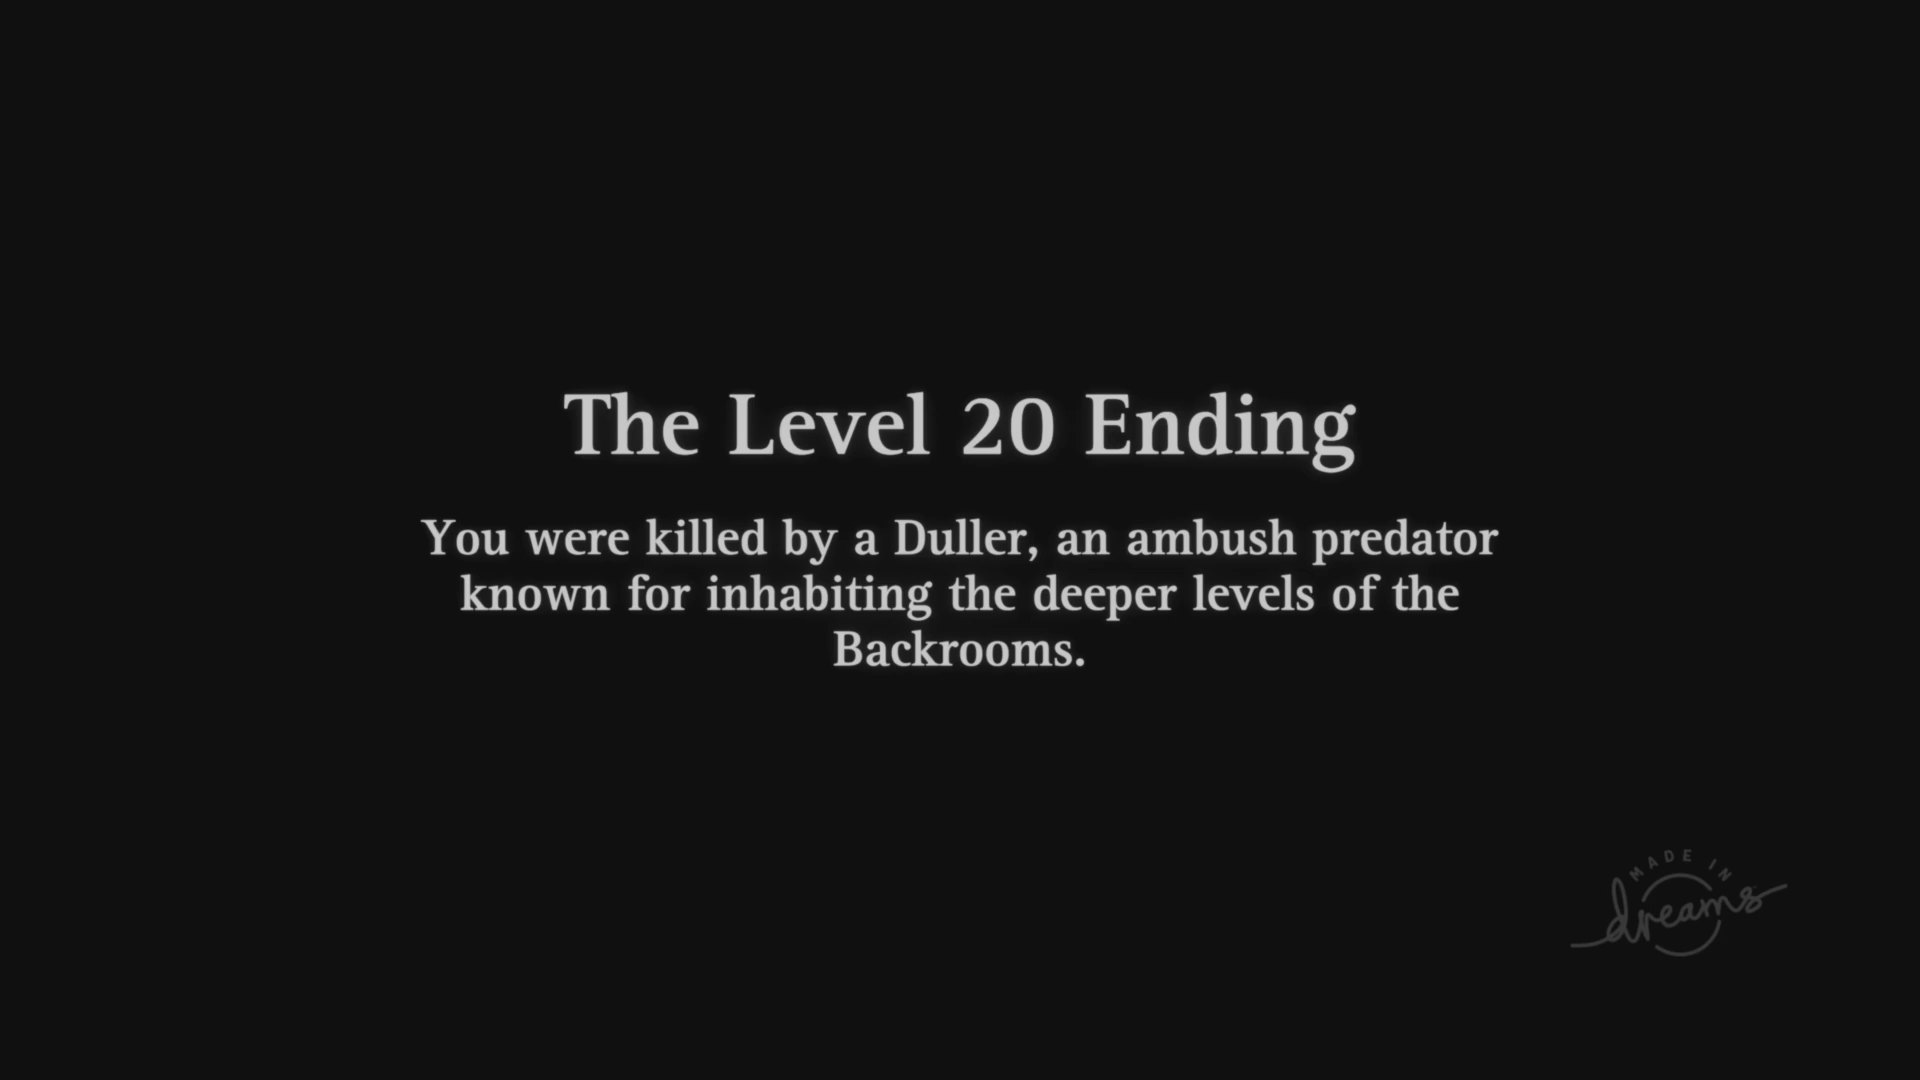 The Level 20 Ending
You were killed by a Duller, an ambush predator
known for inhabiting the deeper levels of the
Backrooms.
MADE IN
dreams